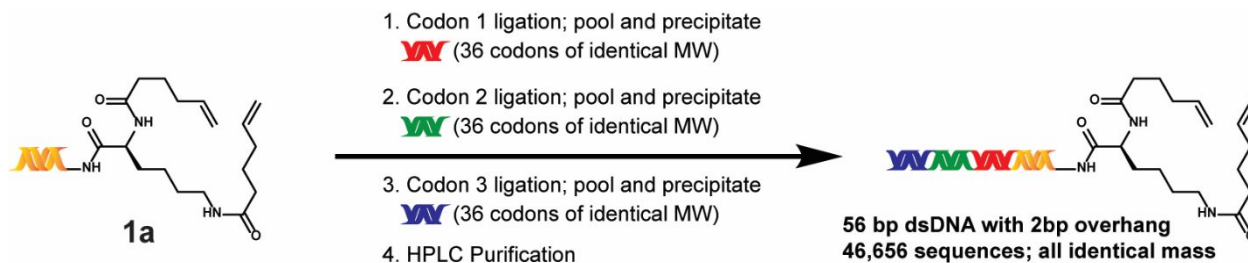 1. Codon 1 ligation; pool and precipitate
(36 codons of identical MW)
2. Codon 2 ligation; pool and precipitate
(36 codons of identical MW)
3. Codon 3 ligation; pool and precipitate
(36 codons of identical MW)
4. HPLC Purification
O
O
NH
NH
HN
O
1a
O
O
NH
NH
HN
O
56 bp dsDNA with 2bp overhang
46,656 sequences; all identical mass